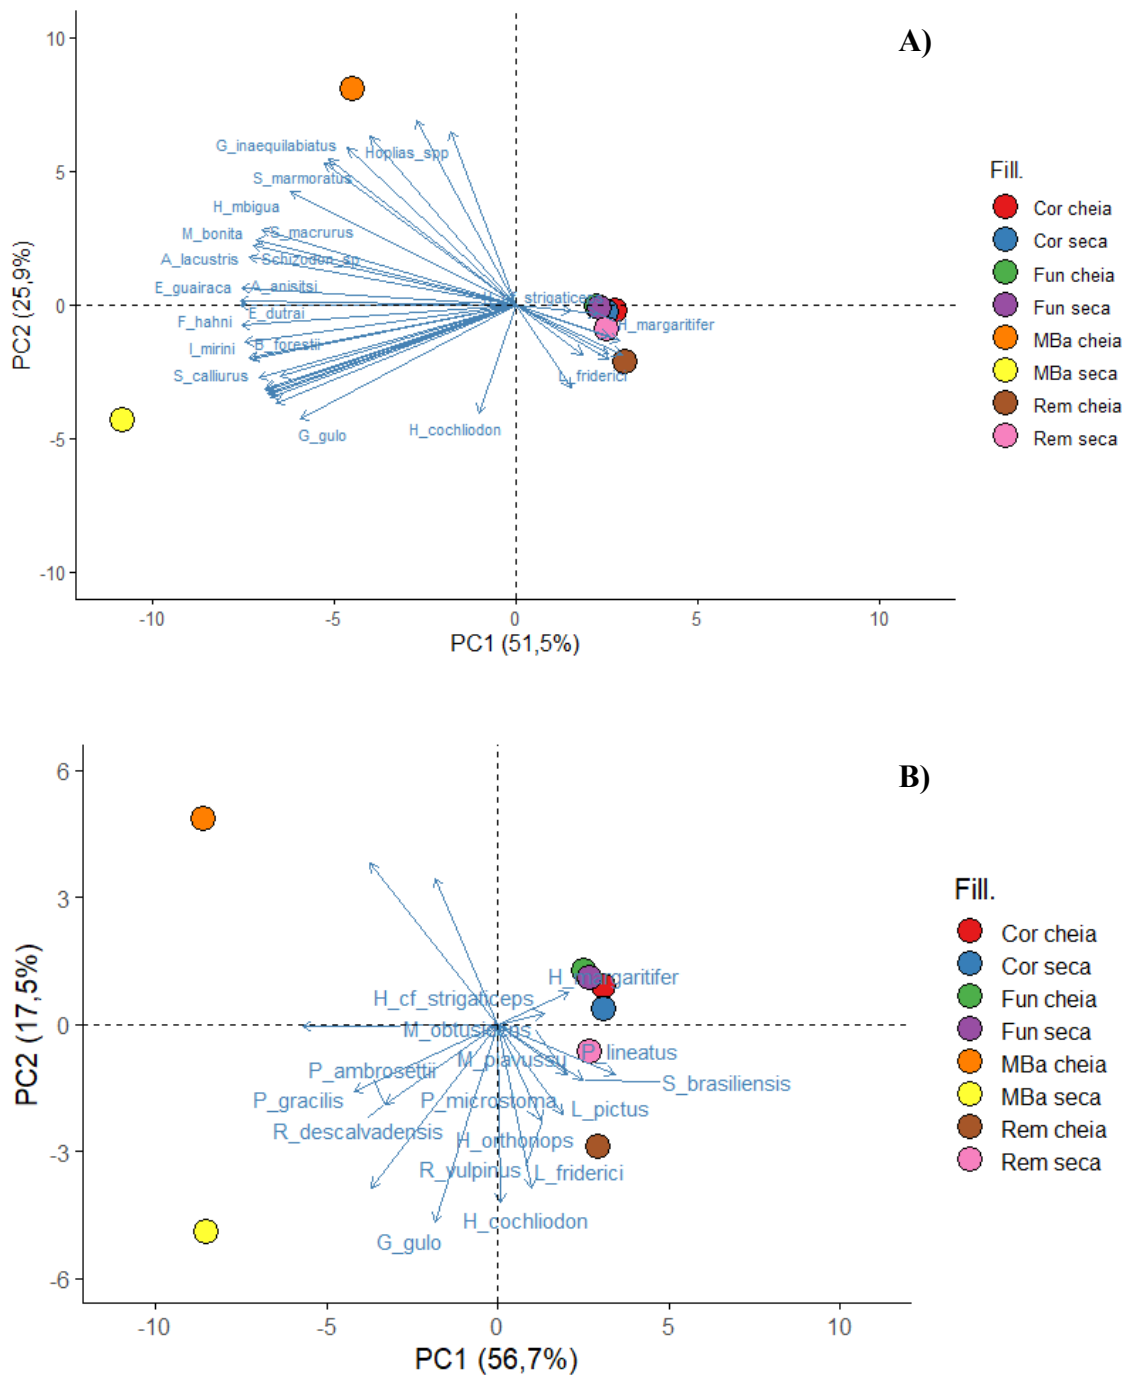 A)
10
5
0
-5
-10
PC2 (25,9%)
G_inaequilabiatus
Hoplias_spp
S_marmoratus
H_mbigua
M_bonita
S_macrurus
A_lacustris
Schizodon_sp
E_guairaca
A_anisitsi
strigaticeps
E_dutrai
F_hahni
H_margaritifer
I_mirini
B_forestii
S_calliurus
L_friderici
G_gulo
H_cochliodon
-10
-5
0
5
10
PC1 (51,5%)
Fill.
Cor cheia
Cor seca
Fun cheia
Fun seca
MBa cheia
MBa seca
Rem cheia
Rem seca
B)
6
3
0
-3
-6
PC2 (17,5%)
H_margaritifer
H_cf_strigaticeps
M_obtusidens
P_lineatus
M_piavussu
P_ambrosettii
S_brasiliensis
P_gracilis
P_microstoma
L_pictus
R_descalvadensis
H_orthonops
R_vulpinus
L_friderici
H_cochliodon
G_gulo
-10
-5
0
5
10
PC1 (56,7%)
Fill.
Cor cheia
Cor seca
Fun cheia
Fun seca
MBa cheia
MBa seca
Rem cheia
Rem seca